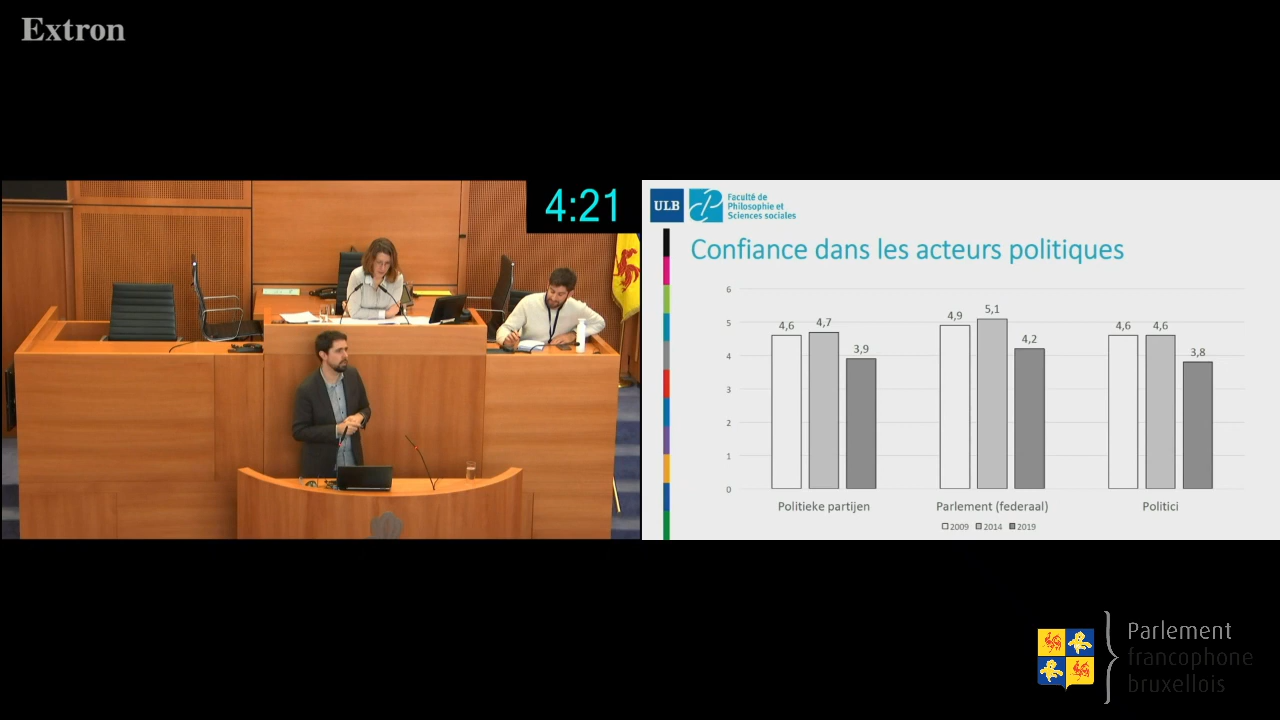 Extron
4:21
ULB
Faculté de
Philosophie et
Sciences sociales
Confiance dans les acteurs politiques
6
5
4
3
2
1
0
4,6
4,7
3,9
4,9
5,1
4,2
4,6
4,6
3,8
Politieke partijen
Parlement (federaal)
Politici
2009
2014
2019
Parlement
francophone
bruxellois